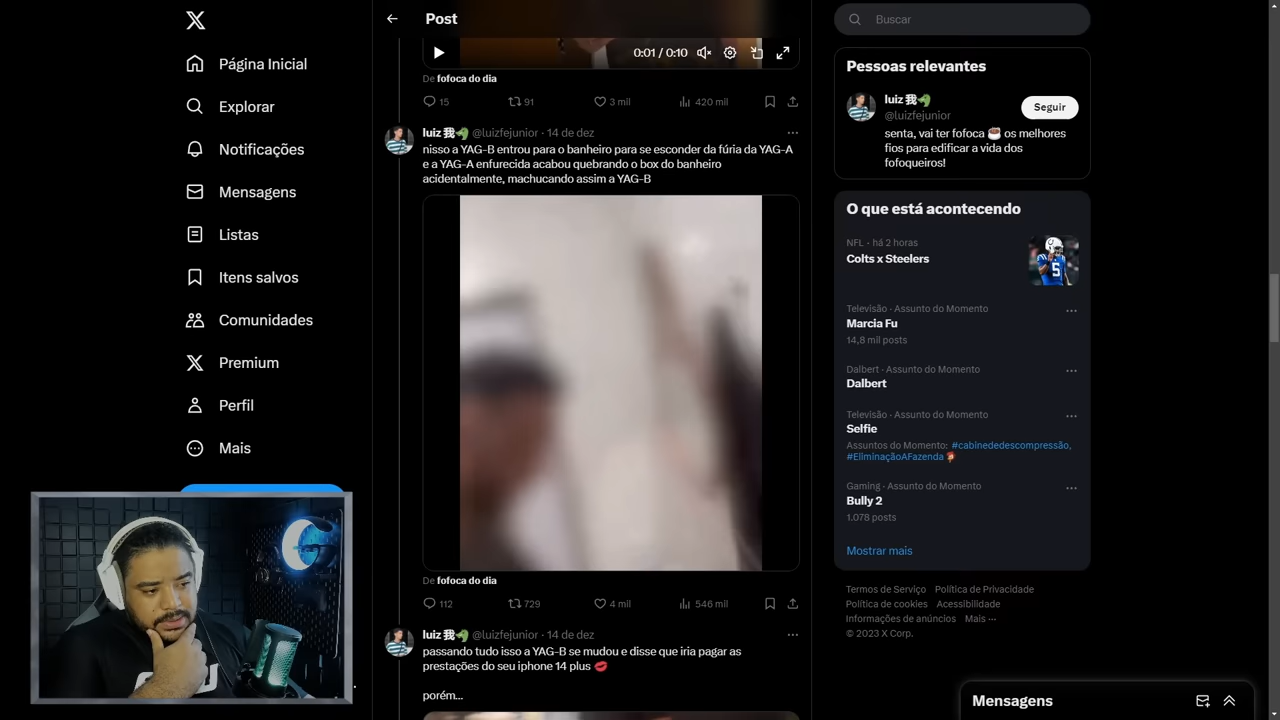 Página Inicial
Explorar
Notificações
Mensagens
Listas
Itens salvos
Comunidades
Premium
Perfil
Mais
Post
0:01 / 0:10
De fofoca do dia
15 91 3 mil 420 mil
luiz 我🐲 @luizfejunior · 14 de dez
nisso a YAG-B entrou para o banheiro para se esconder da fúria da YAG-A
e a YAG-A enfurecida acabou quebrando o box do banheiro
acidentalmente, machucando assim a YAG-B
De fofoca do dia
112 729 4 mil 546 mil
luiz 我🐲 @luizfejunior · 14 de dez
passando tudo isso a YAG-B se mudou e disse que iria pagar as
prestações do seu iphone 14 plus 💋
porém...
Buscar
Pessoas relevantes
luiz 我🐲
@luizfejunior
Seguir
senta, vai ter fofoca ☕ os melhores
fios para edificar a vida dos
fofoqueiros!
O que está acontecendo
NFL · há 2 horas
Colts x Steelers
Televisão · Assunto do Momento
Marcia Fu
14,8 mil posts
Dalbert · Assunto do Momento
Dalbert
Televisão · Assunto do Momento
Selfie
Assuntos do Momento: #cabinededescompressão,
#EliminaçãoAFazenda
Gaming · Assunto do Momento
Bully 2
1.078 posts
Mostrar mais
Termos de Serviço Política de Privacidade
Política de cookies Acessibilidade
Informações de anúncios Mais ···
© 2023 X Corp.
Mensagens